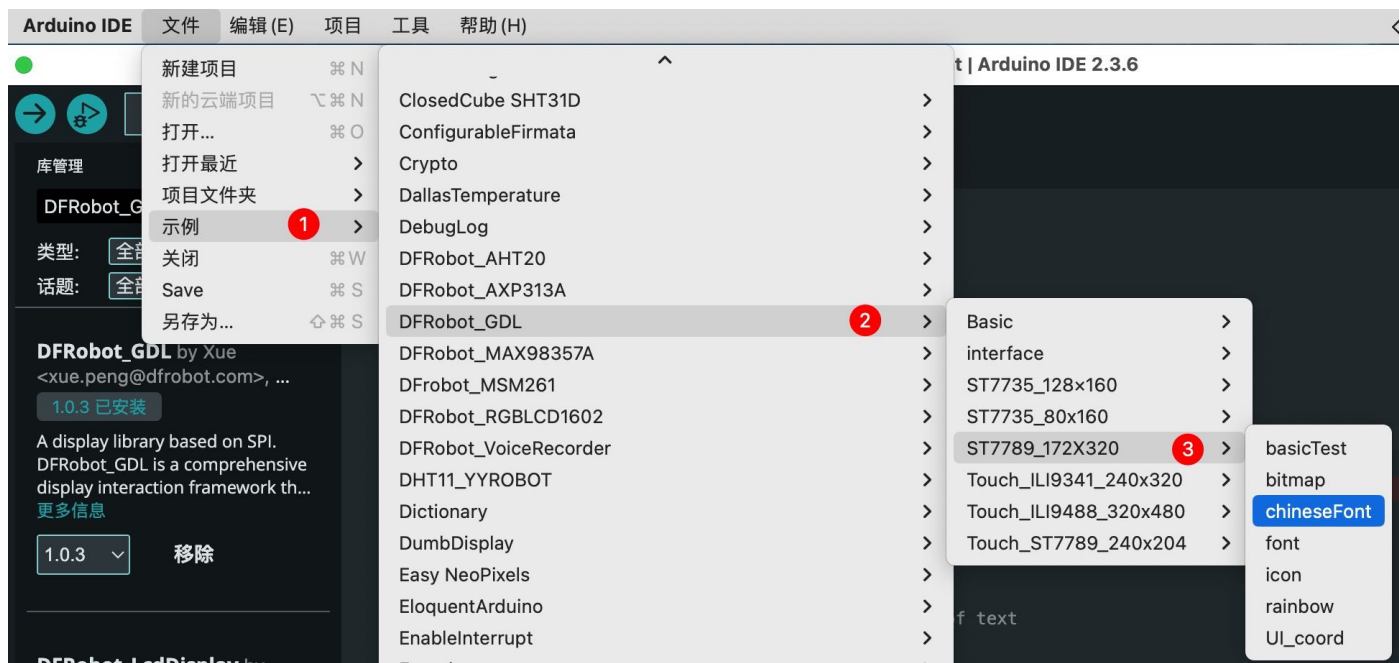 Arduino IDE 文件 编辑(E) 项目 工具 帮助(H)
t | Arduino IDE 2.3.6
新建项目 ⌘ N
新的云端项目 ⌥ ⌘ N
打开... ⌘ O
打开最近
项目文件夹
示例 1
关闭 ⌘ W
Save ⌘ S
另存为... ⇧ ⌘ S
ClosedCube SHT31D
ConfigurableFirmata
Crypto
DallasTemperature
DebugLog
DFRobot_AHT20
DFRobot_AXP313A
DFRobot_GDL 2
DFRobot_MAX98357A
DFrobot_MSM261
DFRobot_RGBLCD1602
DFRobot_VoiceRecorder
DHT11_YYROBOT
Dictionary
DumbDisplay
Easy NeoPixels
EloquentArduino
EnableInterrupt
Basic
interface
ST7735_128×160
ST7735_80x160
ST7789_172X320 3
Touch_ILI9341_240x320
Touch_ILI9488_320x480
Touch_ST7789_240x204
basicTest
bitmap
chineseFont
font
icon
rainbow
UI_coord
库管理
DFRobot_G
类型: 全部
话题: 全部
DFRobot_GDL by Xue
<xue.peng@dfrobot.com>, ...
1.0.3 已安装
A display library based on SPI.
DFRobot_GDL is a comprehensive
display interaction framework th...
更多信息
1.0.3 移除
DFRobot_LcdDisplay by
of text